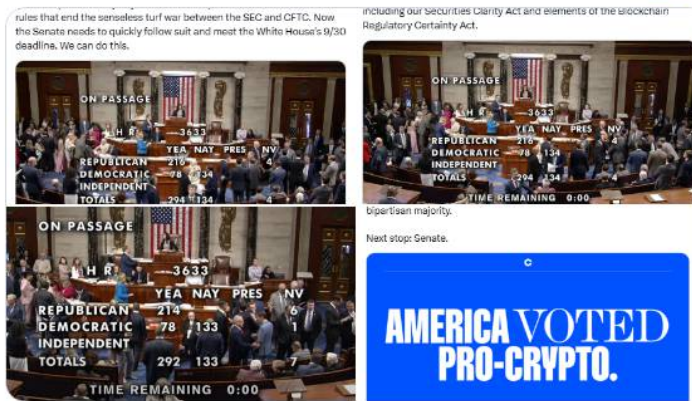 rules that end the senseless turf war between the SEC and CFTC. Now
the Senate needs to quickly follow suit and meet the White House's 9/30
deadline. We can do this.
ON PASSAGE
H R 3633
YEA NAY PRES NV
REPUBLICAN 216 4
DEMOCRATIC 78 134
INDEPENDENT
TOTALS 294 134 4
including our Securities Clarity Act and elements of the Blockchain
Regulatory Certainty Act.
ON PASSAGE
H R 3633
YEA NAY PRES NV
REPUBLICAN 216 4
DEMOCRATIC 78 134
INDEPENDENT
TOTALS 294 134 4
TIME REMAINING 0:00
ON PASSAGE
H R 3633
YEA NAY PRES NV
REPUBLICAN 214 6
DEMOCRATIC 78 133 1
INDEPENDENT
TOTALS 292 133 7
TIME REMAINING 0:00
bipartisan majority.
Next stop: Senate.
C
AMERICA VOTED
PRO-CRYPTO.